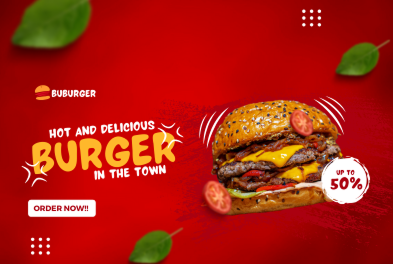 BUBURGER
HOT AND DELICIOUS
BURGER
IN THE TOWN
ORDER NOW!!
UP TO
50%